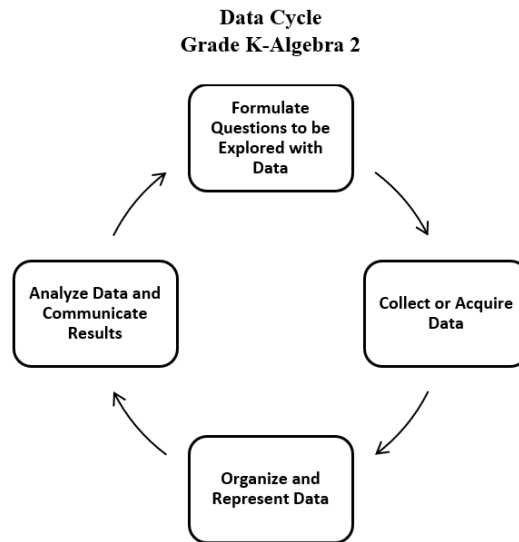 Data Cycle
Grade K-Algebra 2
Formulate
Questions to be
Explored with
Data
Analyze Data and
Communicate
Results
Collect or Acquire
Data
Organize and
Represent Data